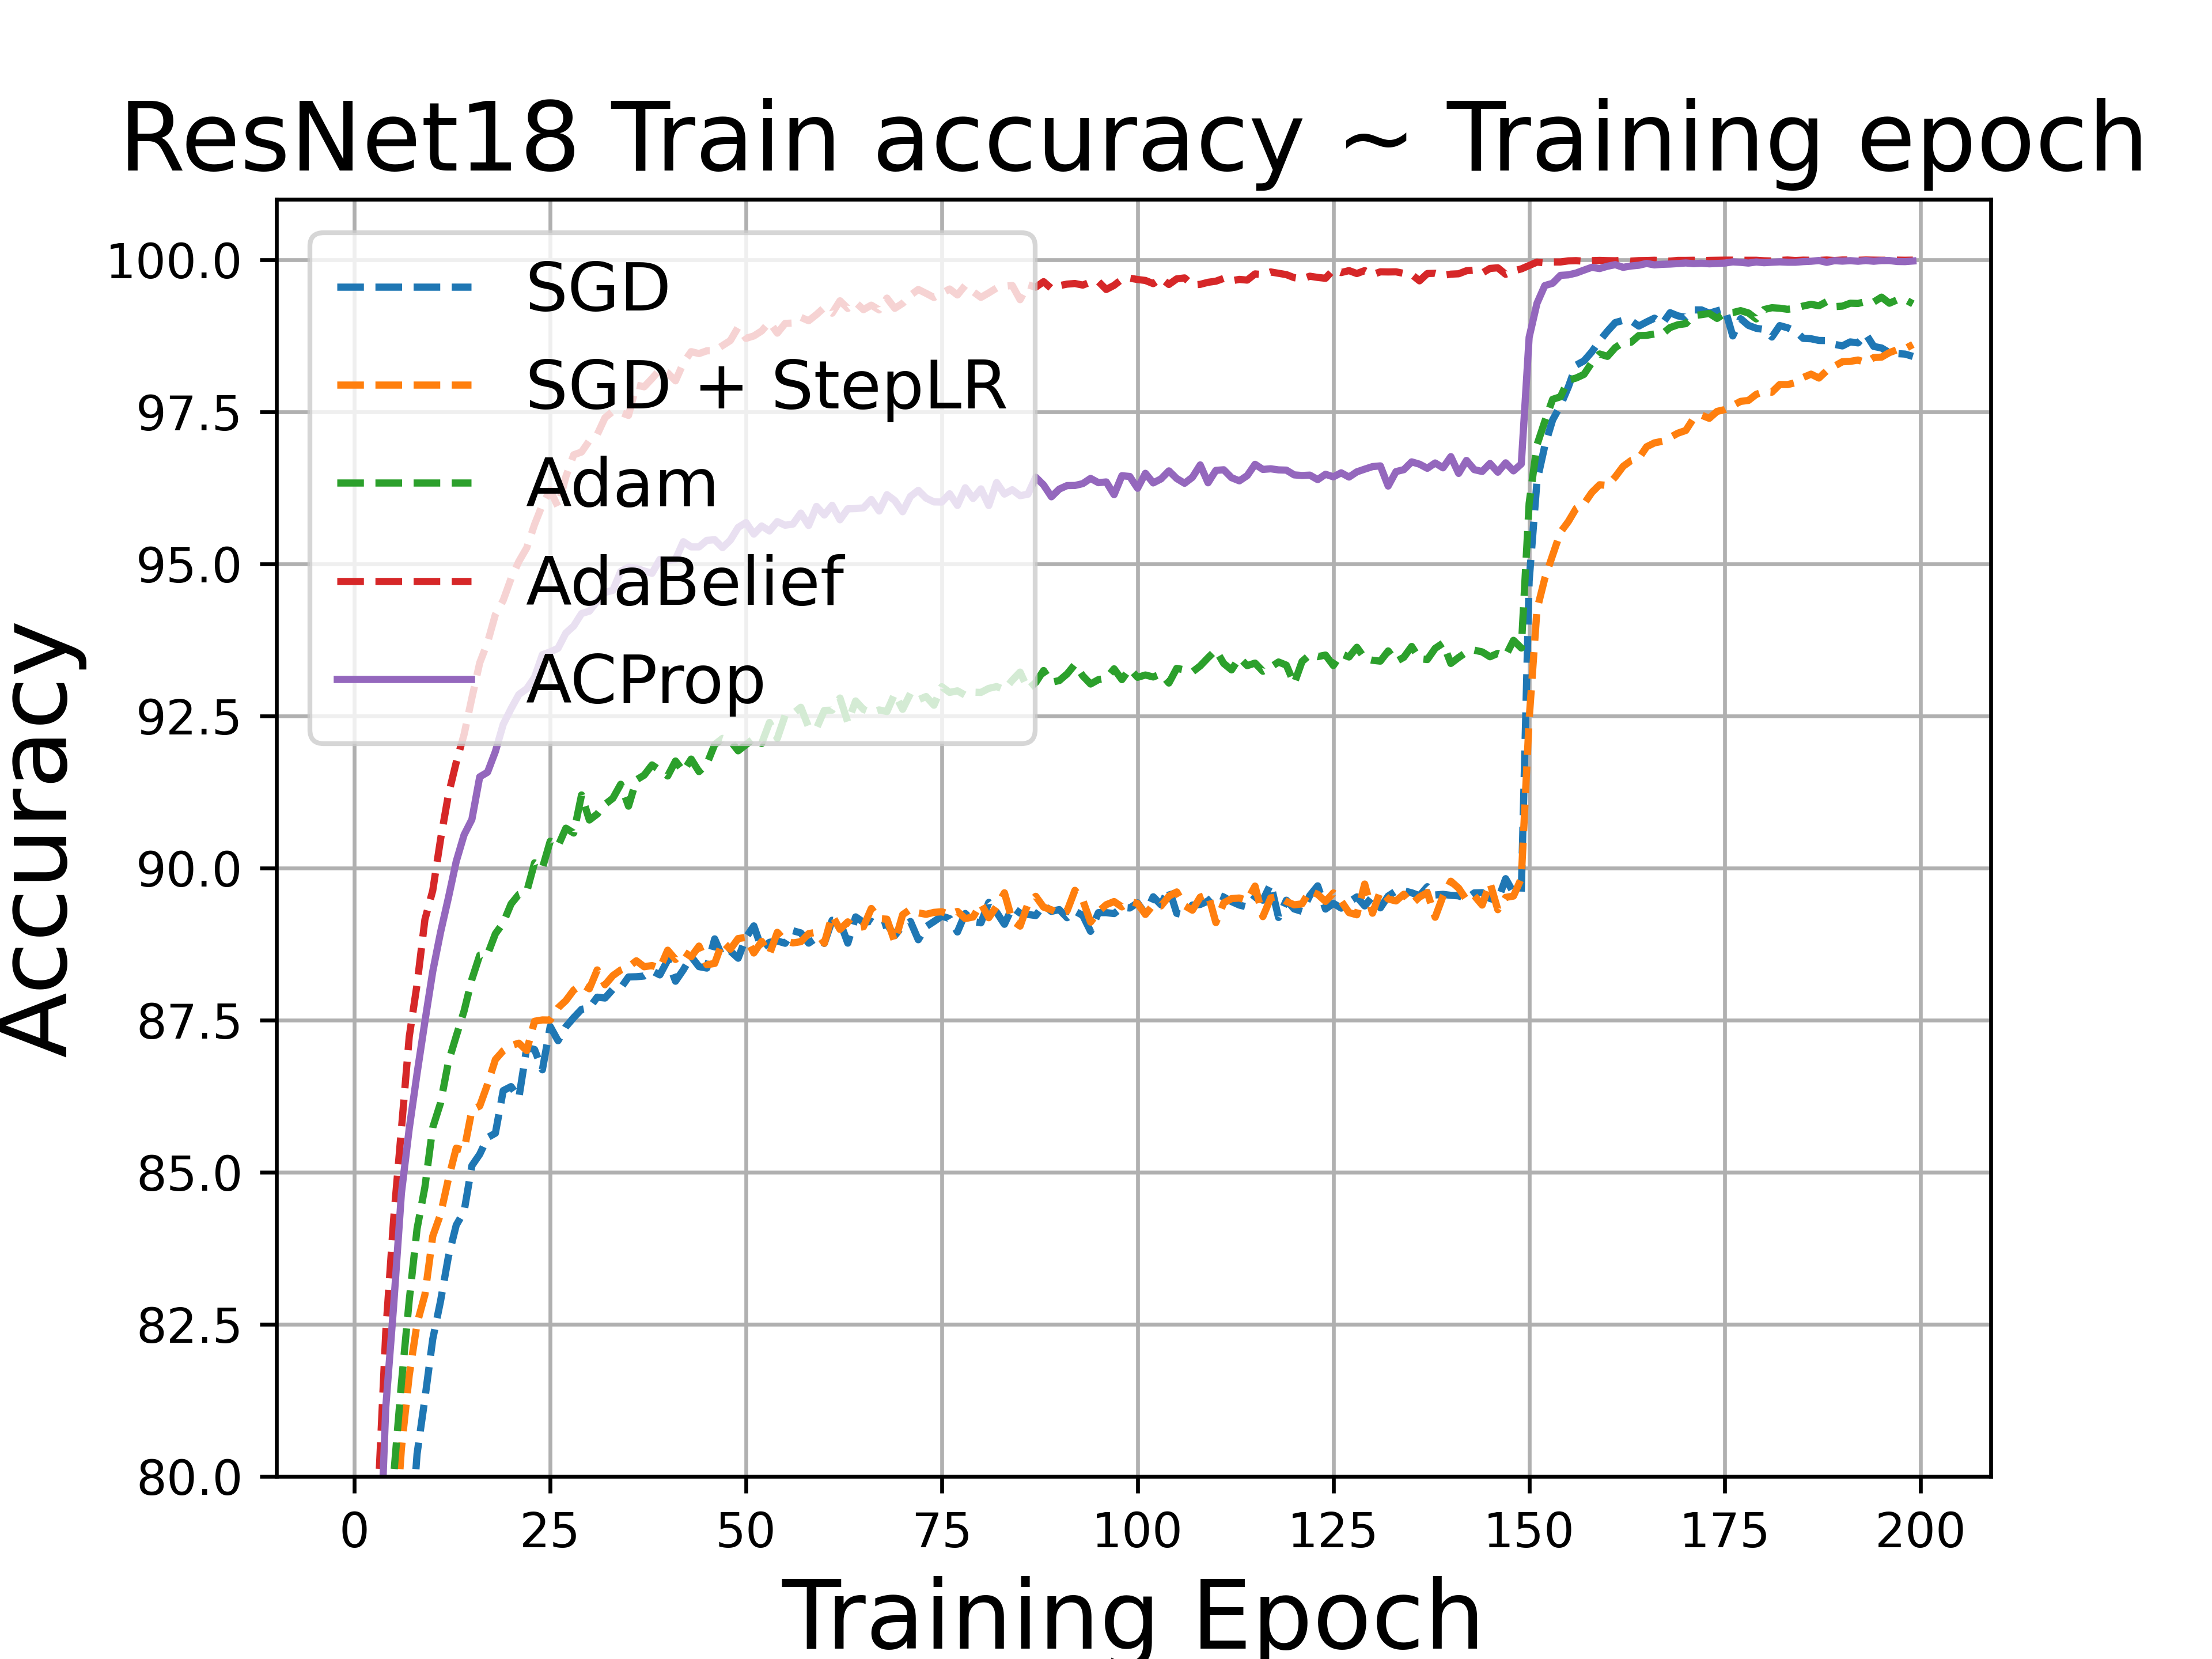 ResNet18 Train accuracy ~ Training epoch
SGD
SGD + StepLR
Adam
AdaBelief
ACProp
Accuracy
100.0
97.5
95.0
92.5
90.0
87.5
85.0
82.5
80.0
0 25 50 75 100 125 150 175 200
Training Epoch